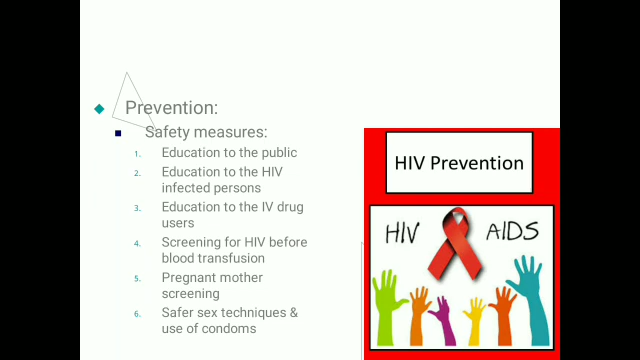 Prevention:
Safety measures:
1. Education to the public
2. Education to the HIV
infected persons
3. Education to the IV drug
users
4. Screening for HIV before
blood transfusion
5. Pregnant mother
screening
6. Safer sex techniques &
use of condoms
HIV Prevention
HIV AIDS